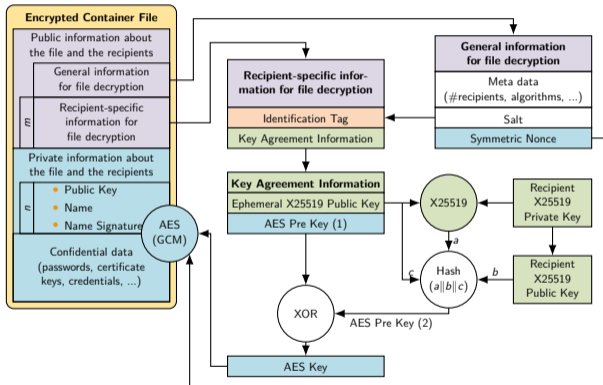 Encrypted Container File
Public information about
the file and the recipients
General information
for file decryption
m
Recipient-specific
information for
file decryption
Private information about
the file and the recipients
n
• Public Key
• Name
• Name Signature
Confidential data
(passwords, certificate
keys, credentials, ...)
AES
(GCM)
Recipient-specific infor-
mation for file decryption
Identification Tag
Key Agreement Information
General information
for file decryption
Meta data
(#recipients, algorithms, ...)
Salt
Symmetric Nonce
Key Agreement Information
Ephemeral X25519 Public Key
AES Pre Key (1)
X25519
Recipient
X25519
Private Key
a
c
Hash
(a||b||c)
b
Recipient
X25519
Public Key
XOR
AES Pre Key (2)
AES Key